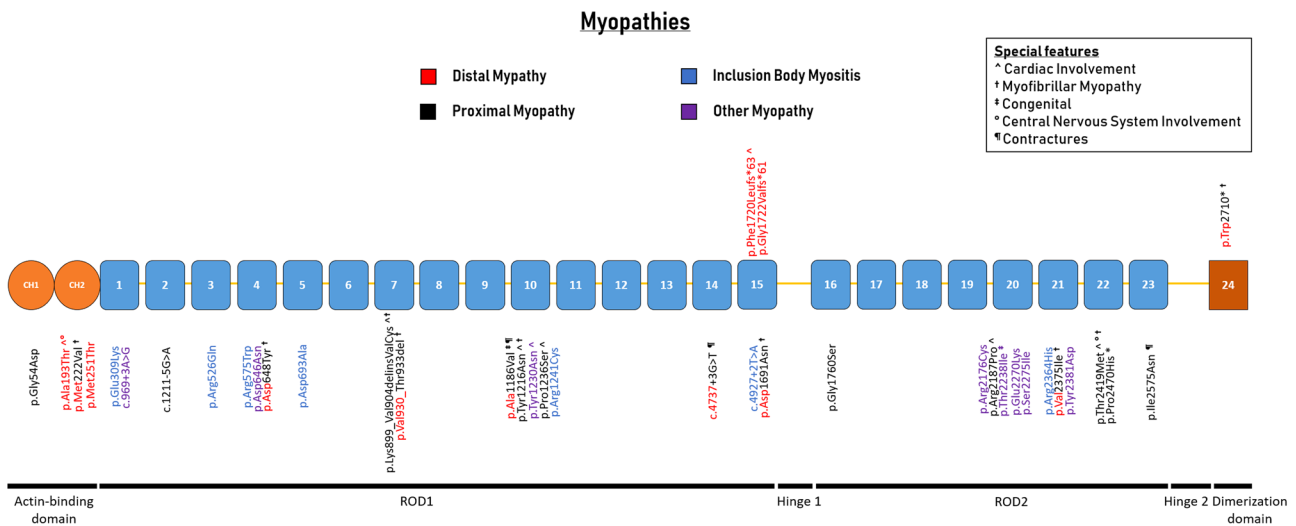 Myopathies
Distal Mypathy
Proximal Myopathy
Inclusion Body Myositis
Other Myopathy
Special features
^ Cardiac Involvement
† Myofibrillar Myopathy
‡ Congenital
° Central Nervous System Involvement
¶ Contractures
p.Phe1720Leufs*63 ^
p.Gly1722Valfs*61
p.Trp2710* †
CH1
CH2
1
2
3
4
5
6
7
8
9
10
11
12
13
14
15
16
17
18
19
20
21
22
23
24
p.Gly54Asp
p.Ala193Thr ^°
p.Met222Val †
p.Met251Thr
p.Glu309Lys
c.969+3A>G
c.1211-5G>A
p.Arg526Gln
p.Arg575Trp
p.Asp646Asn
p.Asp648Tyr †
p.Asp693Ala
p.Lys899_Val904delinsValCys ^†
p.Val930_Thr933del †
p.Ala1186Val ‡¶
p.Tyr1216Asn ^†
p.Tyr1230Asn ^
p.Pro1236Ser ^
p.Arg1241Cys
c.4737+3G>T ¶
c.4927+2T>A
p.Asp1691Asn †
p.Gly1760Ser
p.Arg2176Cys
p.Arg2187Pro ^
p.Thr2238Ile ‡
p.Glu2270Lys
p.Ser2275Ile
p.Arg2364His
p.Val2375Ile †
p.Tyr2381Asp
p.Thr2419Met ^°†
p.Pro2470His *
p.Ile2575Asn ¶
Actin-binding
domain
ROD1
Hinge 1
ROD2
Hinge 2
Dimerization
domain